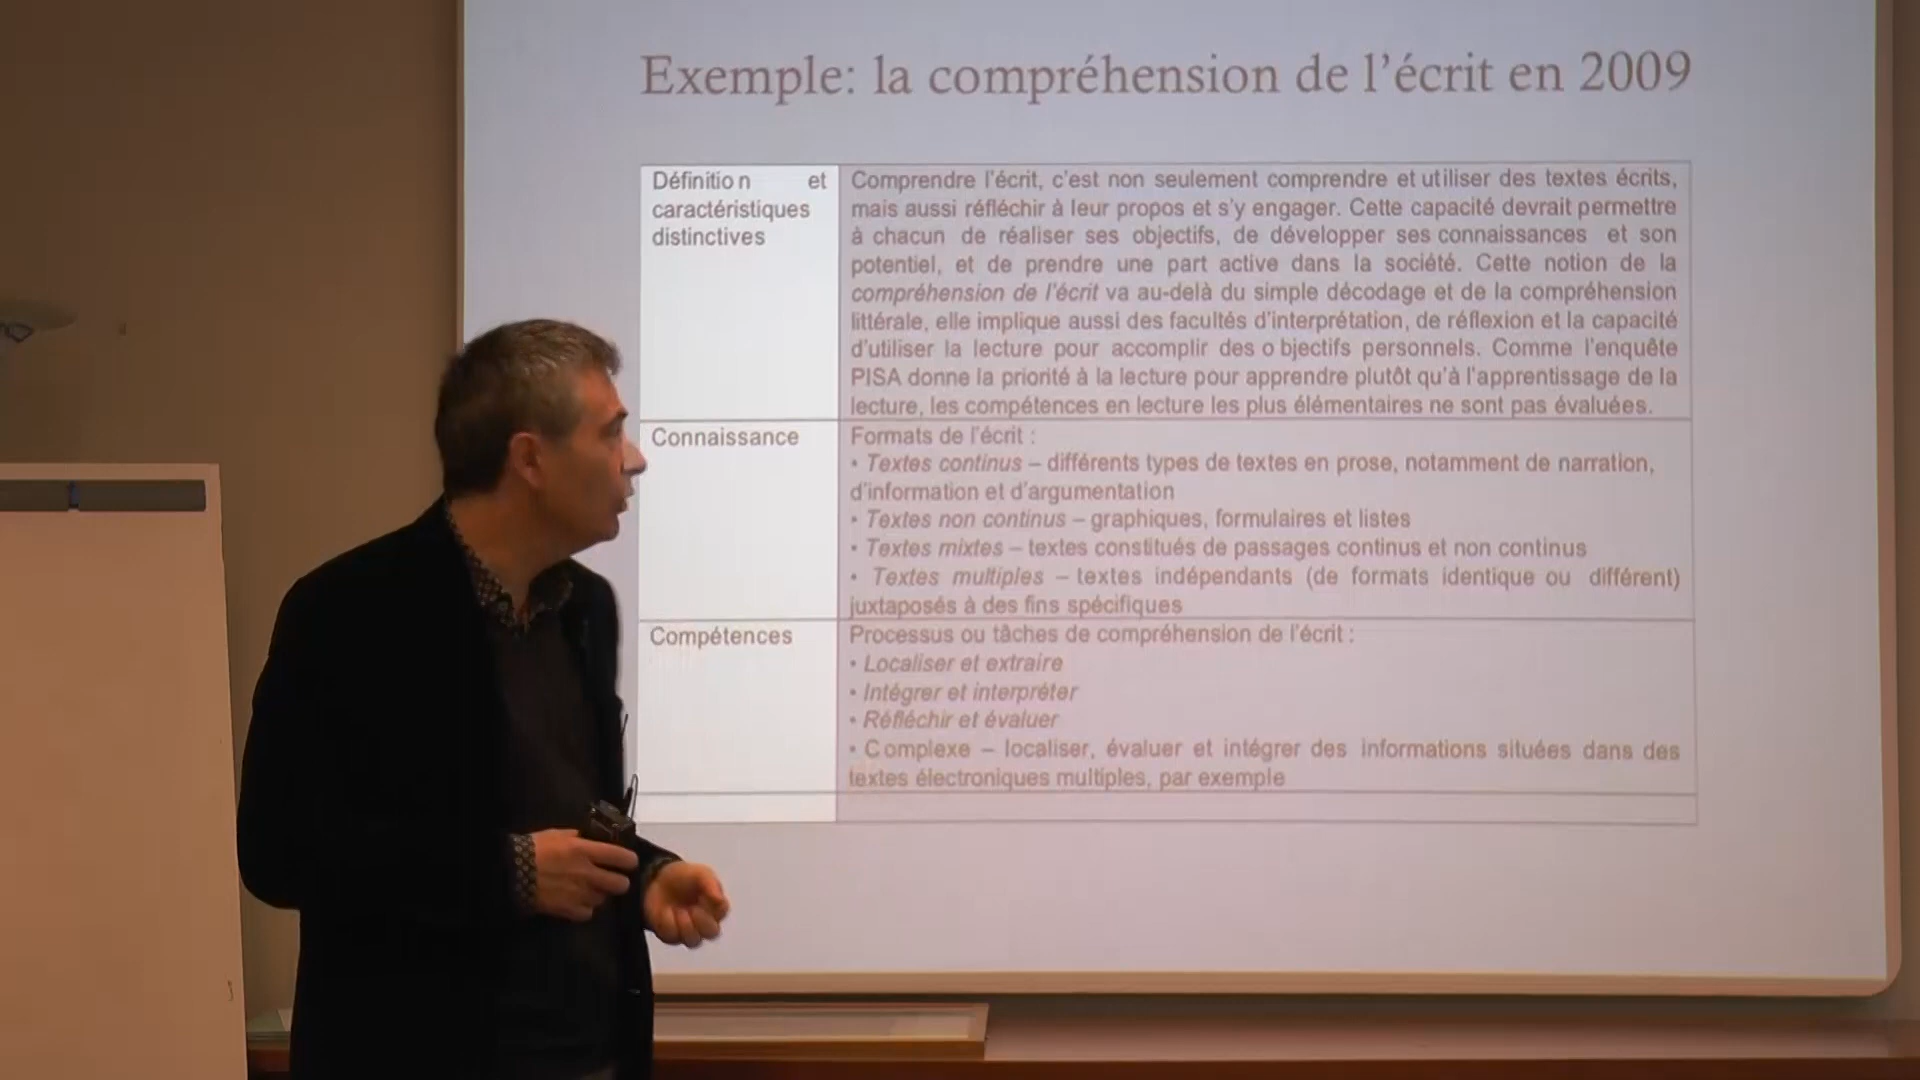 Exemple: la compréhension de l'écrit en 2009
Définitio n et
caractéristiques
distinctives
Comprendre l'écrit, c'est non seulement comprendre et utiliser des textes écrits,
mais aussi réfléchir à leur propos et s'y engager. Cette capacité devrait permettre
à chacun de réaliser ses objectifs, de développer ses connaissances et son
potentiel, et de prendre une part active dans la société. Cette notion de la
compréhension de l'écrit va au-delà du simple décodage et de la compréhension
littérale, elle implique aussi des facultés d'interprétation, de réflexion et la capacité
d'utiliser la lecture pour accomplir des o bjectifs personnels. Comme l'enquête
PISA donne la priorité à la lecture pour apprendre plutôt qu'à l'apprentissage de la
lecture, les compétences en lecture les plus élémentaires ne sont pas évaluées.
Connaissance
Formats de l'écrit :
• Textes continus – différents types de textes en prose, notamment de narration,
d'information et d'argumentation
• Textes non continus – graphiques, formulaires et listes
• Textes mixtes – textes constitués de passages continus et non continus
• Textes multiples – textes indépendants (de formats identique ou différent)
juxtaposés à des fins spécifiques
Compétences
Processus ou tâches de compréhension de l'écrit :
• Localiser et extraire
• Intégrer et interpréter
• Réfléchir et évaluer
• Complexe – localiser, évaluer et intégrer des informations situées dans des
textes électroniques multiples, par exemple